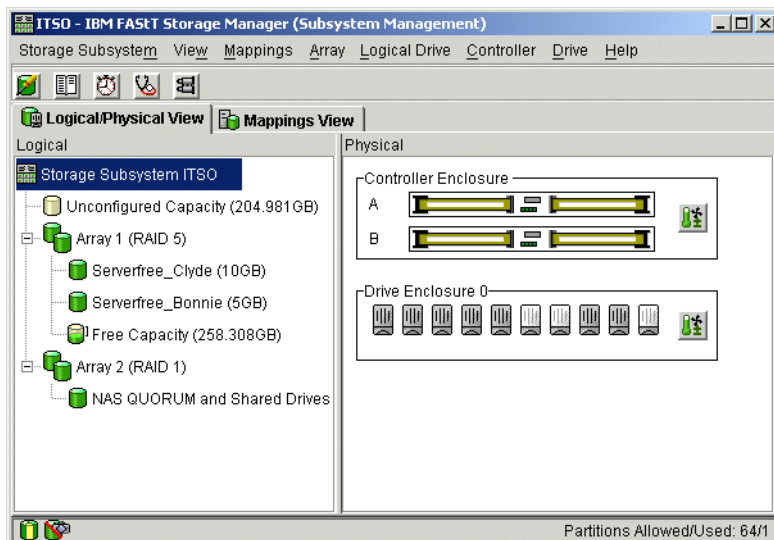 ITSO - IBM FAStT Storage Manager (Subsystem Management)
Storage Subsystem View Mappings Array Logical Drive Controller Drive Help
Logical/Physical View Mappings View
Logical
Storage Subsystem ITSO
Unconfigured Capacity (204.981GB)
Array 1 (RAID 5)
Serverfree_Clyde (10GB)
Serverfree_Bonnie (5GB)
Free Capacity (258.308GB)
Array 2 (RAID 1)
NAS QUORUM and Shared Drives
Physical
Controller Enclosure
A
B
Drive Enclosure 0
Partitions Allowed/Used: 64/1